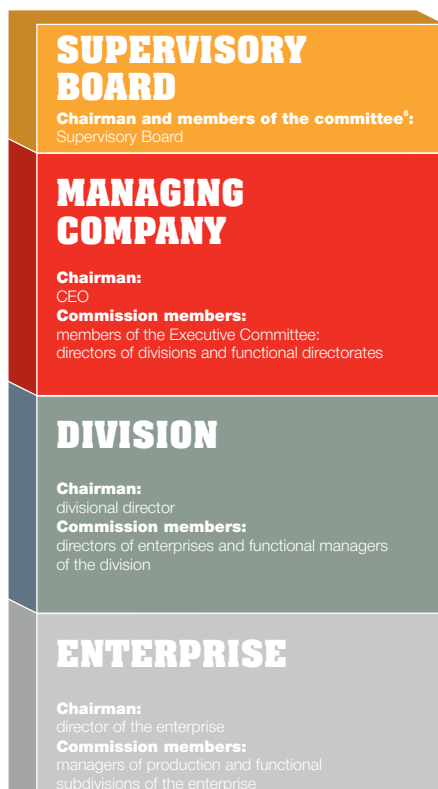 SUPERVISORY
BOARD
Chairman and members of the committee⁸:
Supervisory Board
MANAGING
COMPANY
Chairman:
CEO
Commission members:
members of the Executive Committee:
directors of divisions and functional directorates
DIVISION
Chairman:
divisional director
Commission members:
directors of enterprises and functional managers
of the division
ENTERPRISE
Chairman:
director of the enterprise
Commission members:
managers of production and functional
subdivisions of the enterprise